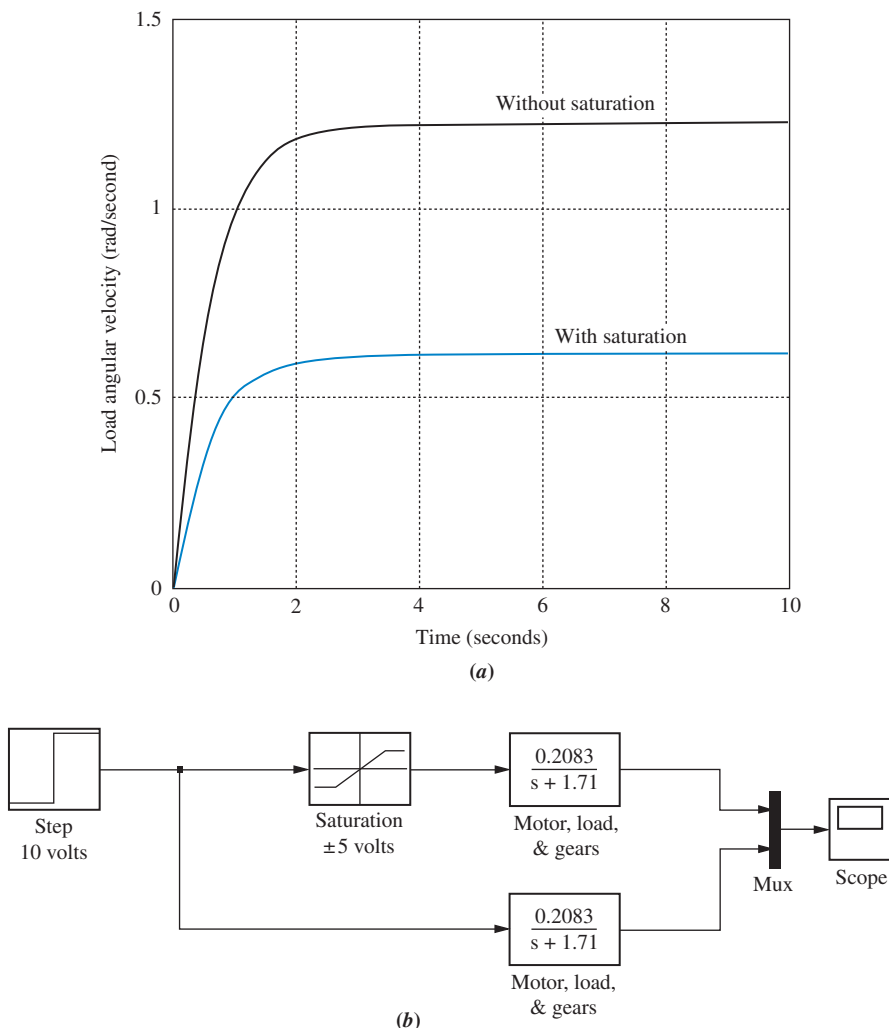 1.5
Without saturation
1
Load angular velocity (rad/second)
With saturation
0.5
0
0 2 4 6 8 10
Time (seconds)
(a)
Step
10 volts
Saturation
±5 volts
0.2083
s + 1.71
Motor, load,
& gears
Mux
Scope
0.2083
s + 1.71
Motor, load,
& gears
(b)